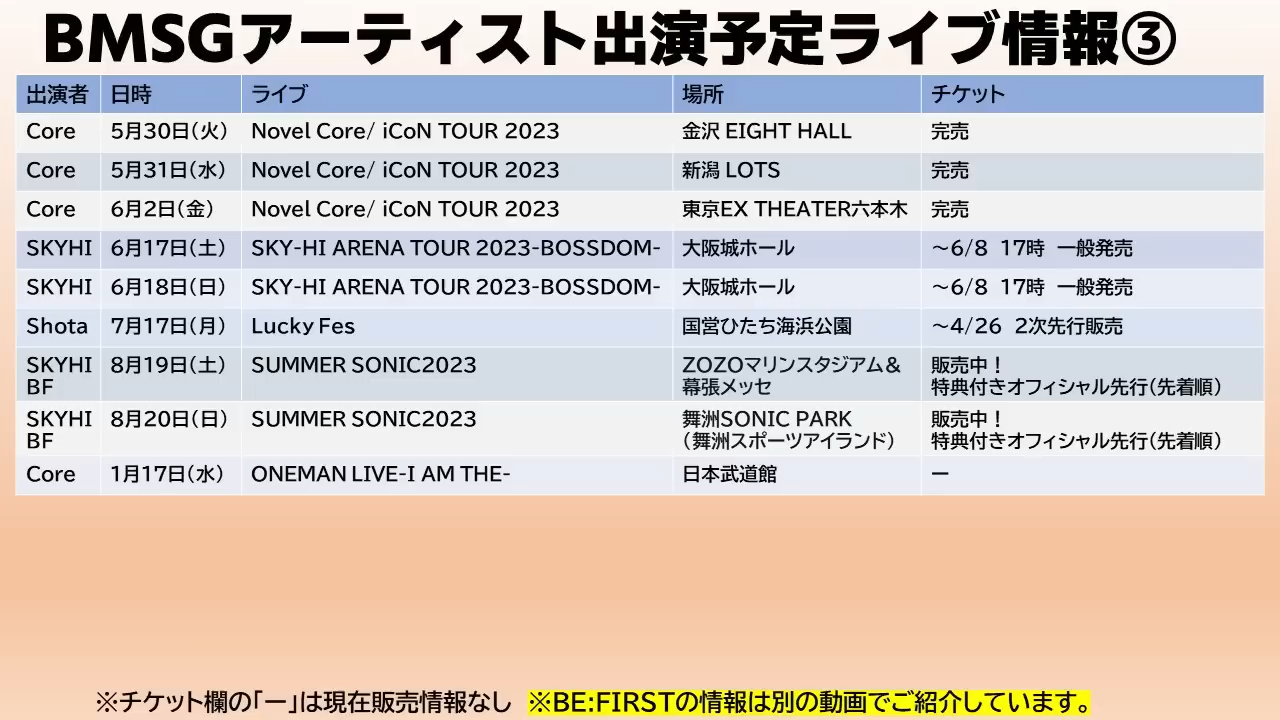 BMSGアーティスト出演予定ライブ情報③
出演者 日時 ライブ 場所 チケット
Core 5月30日(火) Novel Core/ iCoN TOUR 2023 金沢 EIGHT HALL 完売
Core 5月31日(水) Novel Core/ iCoN TOUR 2023 新潟 LOTS 完売
Core 6月2日(金) Novel Core/ iCoN TOUR 2023 東京EX THEATER六本木 完売
SKYHI 6月17日(土) SKY-HI ARENA TOUR 2023-BOSSDOM- 大阪城ホール ～6/8 17時 一般発売
SKYHI 6月18日(日) SKY-HI ARENA TOUR 2023-BOSSDOM- 大阪城ホール ～6/8 17時 一般発売
Shota 7月17日(月) Lucky Fes 国営ひたち海浜公園 ～4/26 2次先行販売
SKYHI 8月19日(土) SUMMER SONIC2023 ZOZOマリンスタジアム＆ 販売中！
BF 幕張メッセ 特典付きオフィシャル先行(先着順)
SKYHI 8月20日(日) SUMMER SONIC2023 舞洲SONIC PARK 販売中！
BF (舞洲スポーツアイランド) 特典付きオフィシャル先行(先着順)
Core 1月17日(水) ONEMAN LIVE-I AM THE- 日本武道館 ー
※チケット欄の「ー」は現在販売情報なし ※BE:FIRSTの情報は別の動画でご紹介しています。